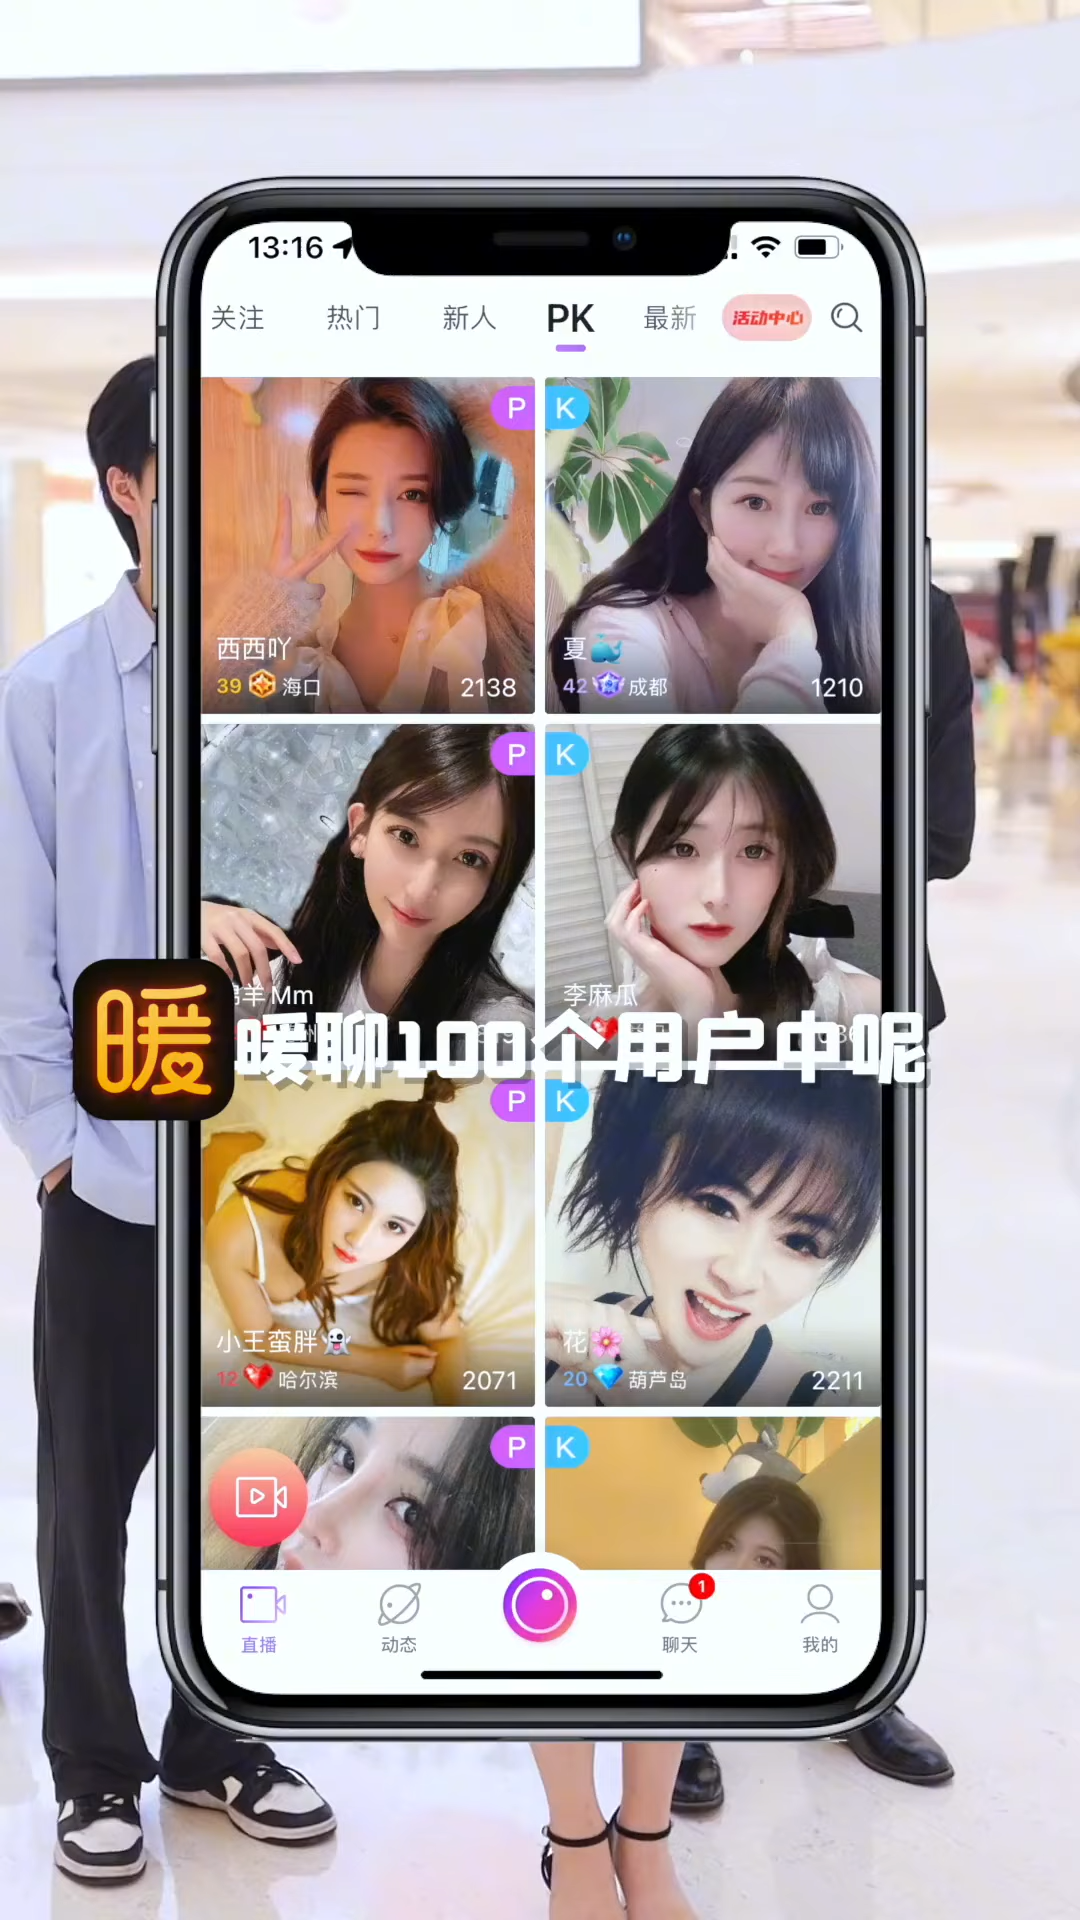 13:16
关注 热门 新人 PK 最新 活动中心
P K
西西吖 夏
39 海口 2138 42 成都 1210
P K
绵羊Mm 李麻瓜
暖 暖聊100个用户中呢
P K
小王蛮胖 花
12 哈尔滨 2071 20 葫芦岛 2211
P K
1
直播 动态 聊天 我的